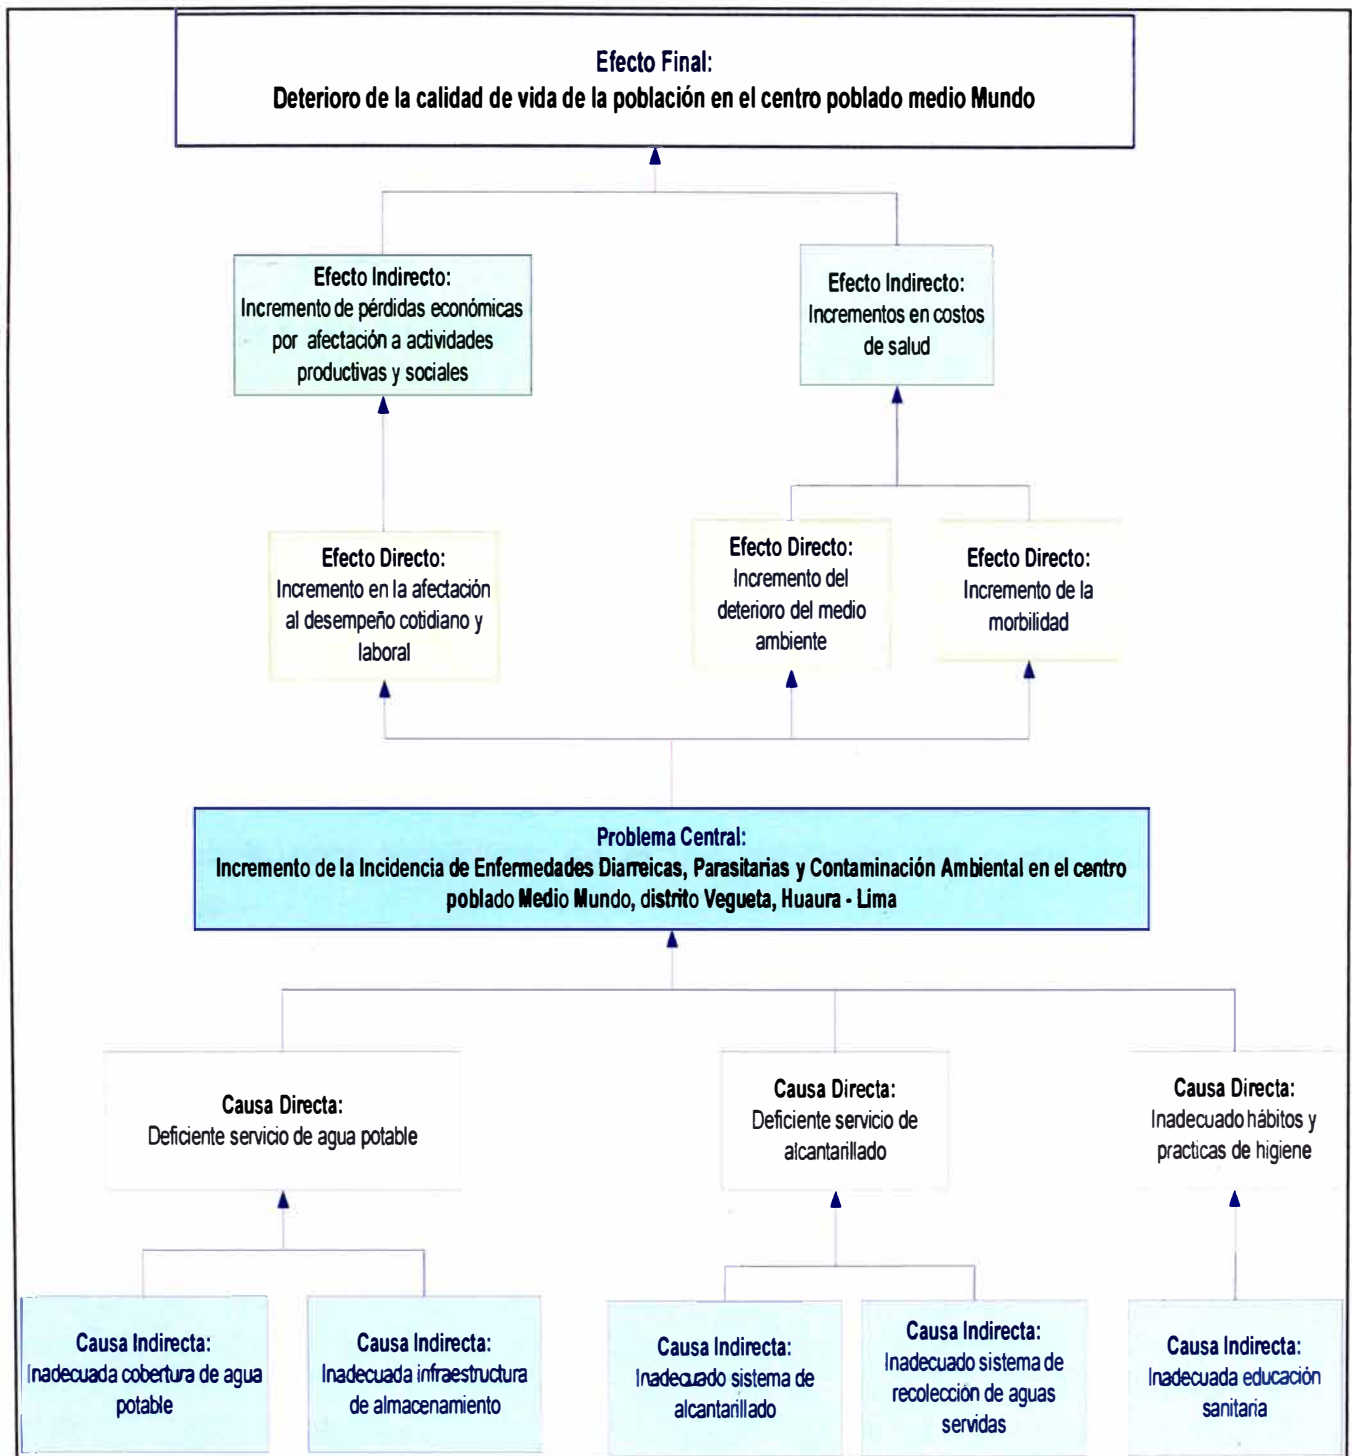 Efecto Final:
Deterioro de la calidad de vida de la población en el centro poblado medio Mundo
Efecto Indirecto:
Incremento de pérdidas económicas
por afectación a actividades
productivas y sociales
Efecto Indirecto:
Incrementos en costos
de salud
Efecto Directo:
Incremento en la afectación
al desempeño cotidiano y
laboral
Efecto Directo:
Incremento del
deterioro del medio
ambiente
Efecto Directo:
Incremento de la
morbilidad
Problema Central:
Incremento de la Incidencia de Enfermedades Diarreicas, Parasitarias y Contaminación Ambiental en el centro
poblado Medio Mundo, distrito Vegueta, Huaura - Lima
Causa Directa:
Deficiente servicio de agua potable
Causa Directa:
Deficiente servicio de
alcantarillado
Causa Directa:
Inadecuado hábitos y
practicas de higiene
Causa Indirecta:
Inadecuada cobertura de agua
potable
Causa Indirecta:
Inadecuada infraestructura
de almacenamiento
Causa Indirecta:
Inadecuado sistema de
alcantarillado
Causa Indirecta:
Inadecuado sistema de
recolección de aguas
servidas
Causa Indirecta:
Inadecuada educación
sanitaria